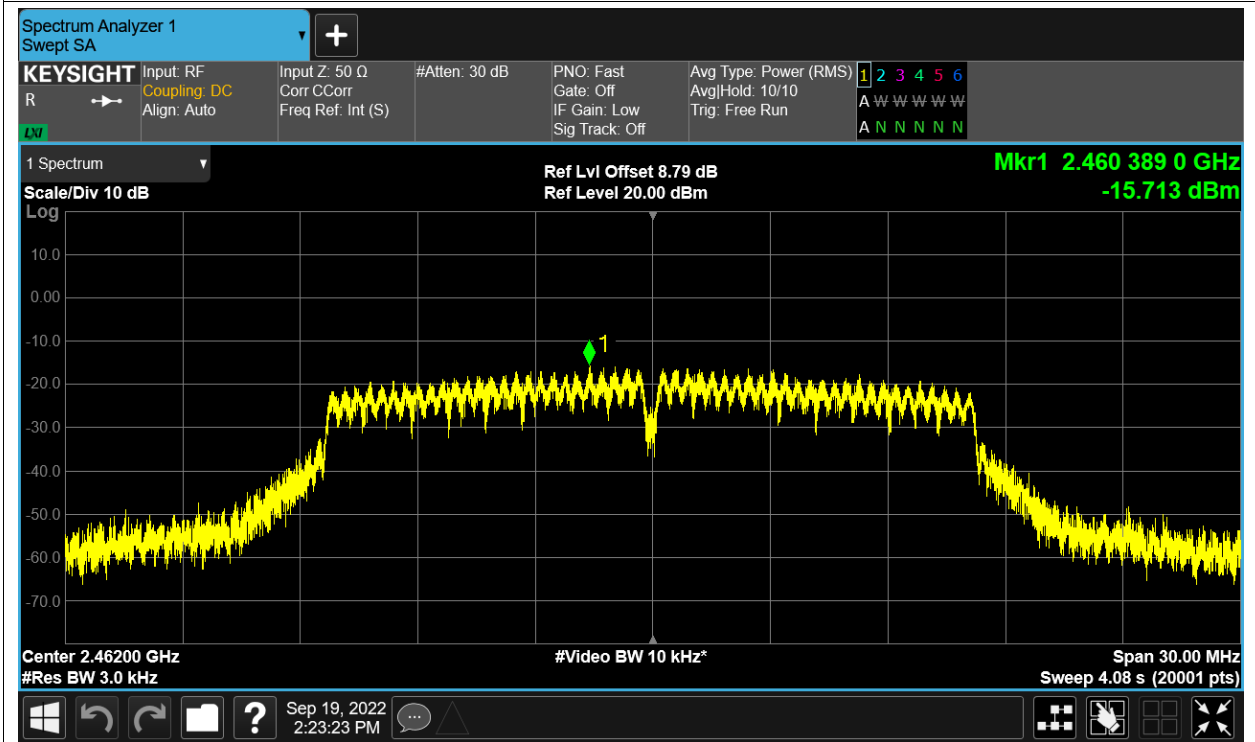 Spectrum Analyzer 1
Swept SA
+
KEYSIGHT
R
LXI
Input: RF
Coupling: DC
Align: Auto
Input Z: 50 Ω
Corr CCorr
Freq Ref: Int (S)
#Atten: 30 dB
PNO: Fast
Gate: Off
IF Gain: Low
Sig Track: Off
Avg Type: Power (RMS)
Avg|Hold: 10/10
Trig: Free Run
1 2 3 4 5 6
A W W W W W
A N N N N N
1 Spectrum
Scale/Div 10 dB
Ref Lvl Offset 8.79 dB
Ref Level 20.00 dBm
Mkr1 2.460 389 0 GHz
-15.713 dBm
Log
10.0
0.00
-10.0
-20.0
-30.0
-40.0
-50.0
-60.0
-70.0
1
Center 2.46200 GHz
#Res BW 3.0 kHz
#Video BW 10 kHz*
Span 30.00 MHz
Sweep 4.08 s (20001 pts)
?
Sep 19, 2022
2:23:23 PM